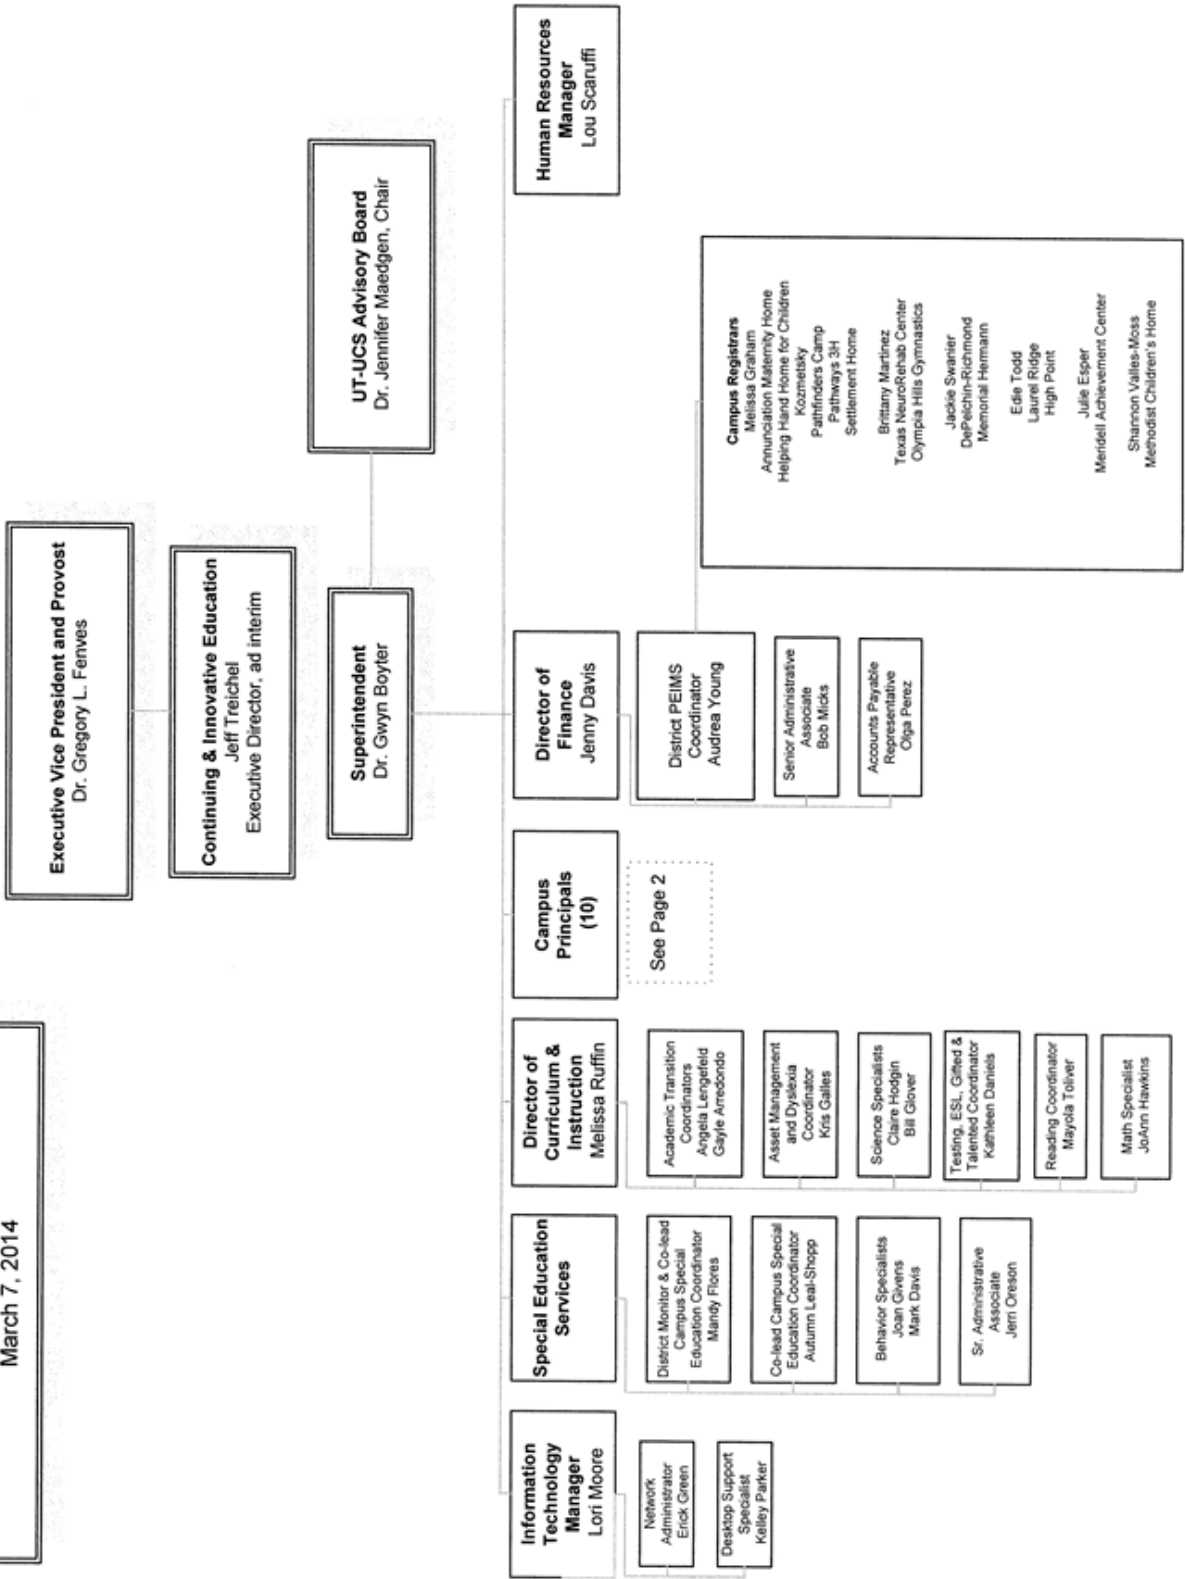 March 7, 2014
Executive Vice President and Provost
Dr. Gregory L. Fenves
Continuing & Innovative Education
Jeff Treichel
Executive Director, ad interim
Superintendent
Dr. Gwyn Boyter
UT-UCS Advisory Board
Dr. Jennifer Maedgen, Chair
Information
Technology
Manager
Lori Moore
Network
Administrator
Erick Green
Desktop Support
Specialist
Kelley Parker
Special Education
Services
District Monitor & Co-lead
Campus Special
Education Coordinator
Mandy Flores
Co-lead Campus Special
Education Coordinator
Autumn Leal-Shopp
Behavior Specialists
Joan Givens
Mark Davis
Sr. Administrative
Associate
Jerri Oreson
Director of
Curriculum &
Instruction
Melissa Ruffin
Academic Transition
Coordinators
Angela Lengefeld
Gayle Arredondo
Asset Management
and Dyslexia
Coordinator
Kris Galles
Science Specialists
Claire Hodgin
Bill Glover
Testing, ESL, Gifted &
Talented Coordinator
Kathleen Daniels
Reading Coordinator
Mayola Toliver
Math Specialist
JoAnn Hawkins
Campus
Principals
(10)
See Page 2
Director of
Finance
Jenny Davis
District PEIMS
Coordinator
Audrea Young
Senior Administrative
Associate
Bob Micks
Accounts Payable
Representative
Olga Perez
Campus Registrars
Melissa Graham
Annunciation Maternity Home
Helping Hand Home for Children
Kozmetsky
Pathfinders Camp
Pathways 3H
Settlement Home
Brittany Martinez
Texas NeuroRehab Center
Olympia Hills Gymnastics
Jackie Swanier
DePelchin-Richmond
Memorial Hermann
Edie Todd
Laurel Ridge
High Point
Julie Esper
Meridell Achievement Center
Shannon Valles-Moss
Methodist Children's Home
Human Resources
Manager
Lou Scaruffi